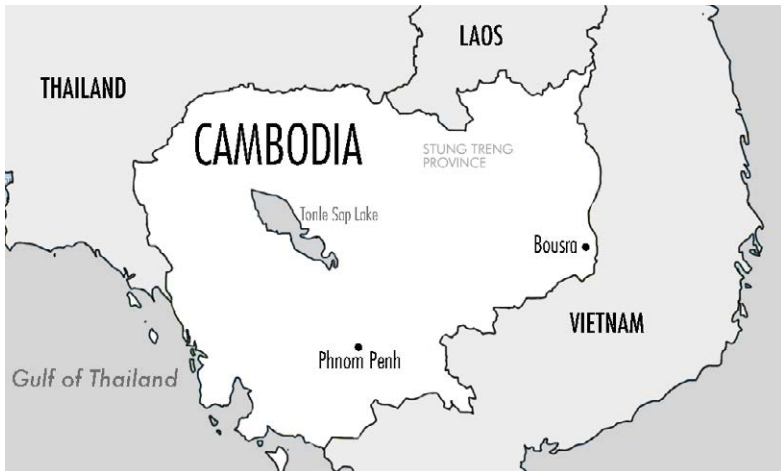 LAOS
THAILAND
CAMBODIA
STUNG TRENG
PROVINCE
Tonle Sap Lake
Bousra
VIETNAM
Phnom Penh
Gulf of Thailand